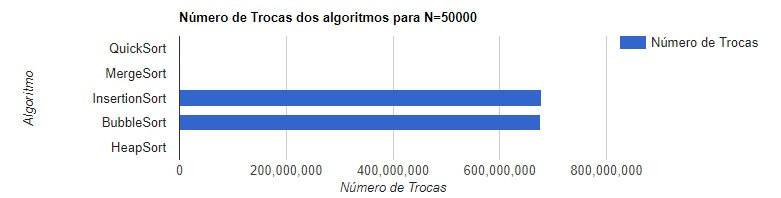 Número de Trocas dos algoritmos para N=50000
Número de Trocas
QuickSort
MergeSort
InsertionSort
BubbleSort
HeapSort
Algoritmo
0
200,000,000
400,000,000
600,000,000
800,000,000
Número de Trocas